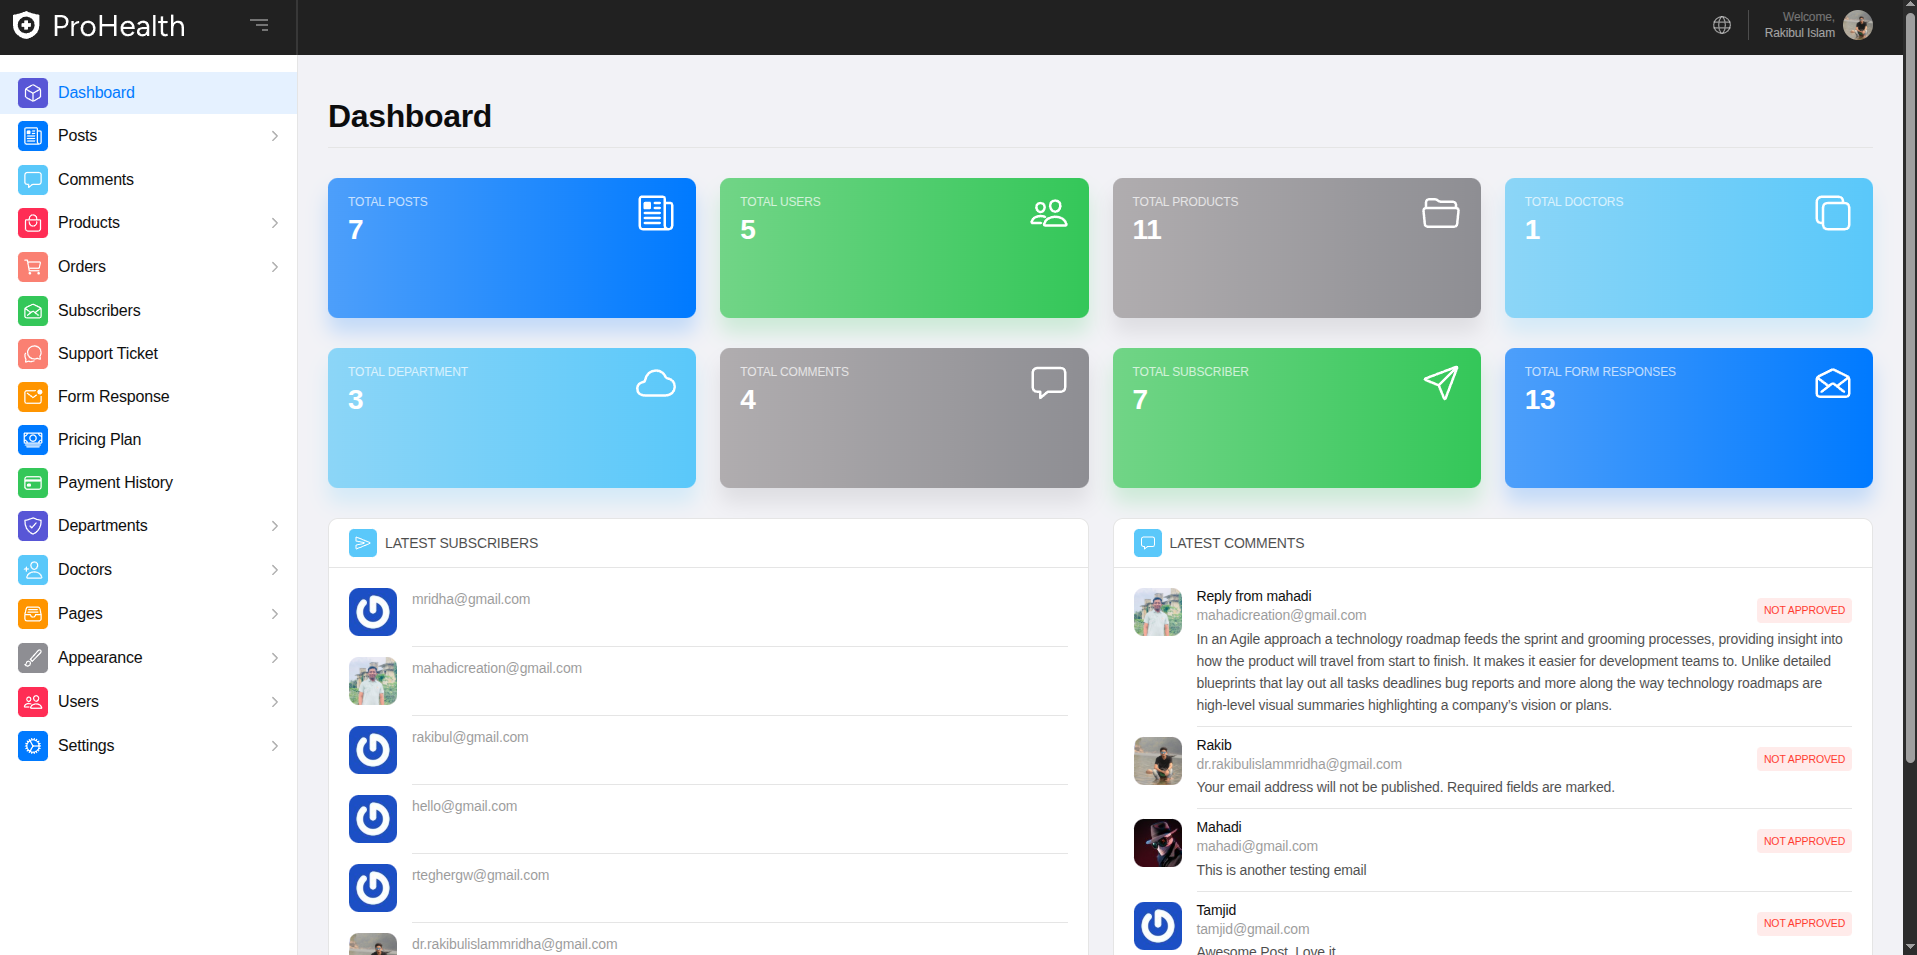 ProHealth
Welcome,
Rakibul Islam
Dashboard
Posts
Comments
Products
Orders
Subscribers
Support Ticket
Form Response
Pricing Plan
Payment History
Departments
Doctors
Pages
Appearance
Users
Settings
Dashboard
TOTAL POSTS
7
TOTAL USERS
5
TOTAL PRODUCTS
11
TOTAL DOCTORS
1
TOTAL DEPARTMENT
3
TOTAL COMMENTS
4
TOTAL SUBSCRIBER
7
TOTAL FORM RESPONSES
13
LATEST SUBSCRIBERS
mridha@gmail.com
mahadicreation@gmail.com
rakibul@gmail.com
hello@gmail.com
rteghergw@gmail.com
dr.rakibulislammridha@gmail.com
LATEST COMMENTS
Reply from mahadi
mahadicreation@gmail.com
NOT APPROVED
In an Agile approach a technology roadmap feeds the sprint and grooming processes, providing insight into
how the product will travel from start to finish. It makes it easier for development teams to. Unlike detailed
blueprints that lay out all tasks deadlines bug reports and more along the way technology roadmaps are
high-level visual summaries highlighting a company's vision or plans.
Rakib
dr.rakibulislammridha@gmail.com
NOT APPROVED
Your email address will not be published. Required fields are marked.
Mahadi
mahadi@gmail.com
NOT APPROVED
This is another testing email
Tamjid
tamjid@gmail.com
NOT APPROVED
Awesome Post. Love it